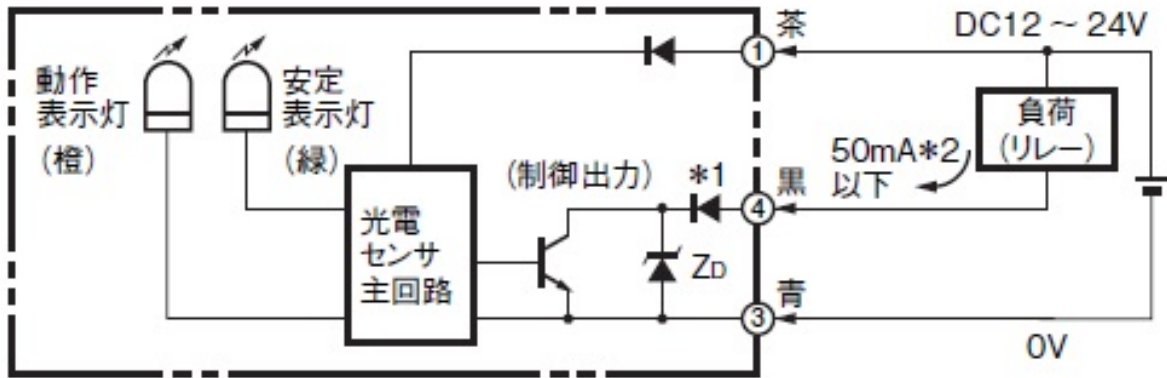 動作
表示灯
(橙)
安定
表示灯
(緑)
光電
センサ
主回路
(制御出力)
*1
ZD
1
茶
4
黒
3
青
DC12 ~ 24V
負荷
(リレー)
50mA*2
以下
0V